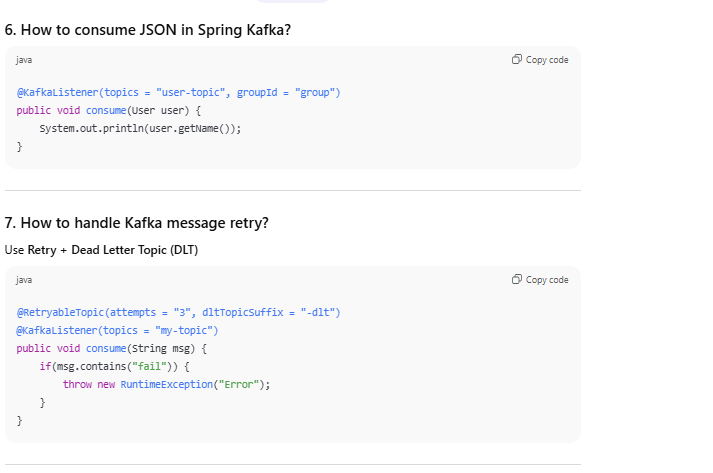 6. How to consume JSON in Spring Kafka?
java
Copy code
@KafkaListener(topics = "user-topic", groupId = "group")
public void consume(User user) {
    System.out.println(user.getName());
}
7. How to handle Kafka message retry?
Use Retry + Dead Letter Topic (DLT)
java
Copy code
@RetryableTopic(attempts = "3", dltTopicSuffix = "-dlt")
@KafkaListener(topics = "my-topic")
public void consume(String msg) {
    if(msg.contains("fail")) {
        throw new RuntimeException("Error");
    }
}